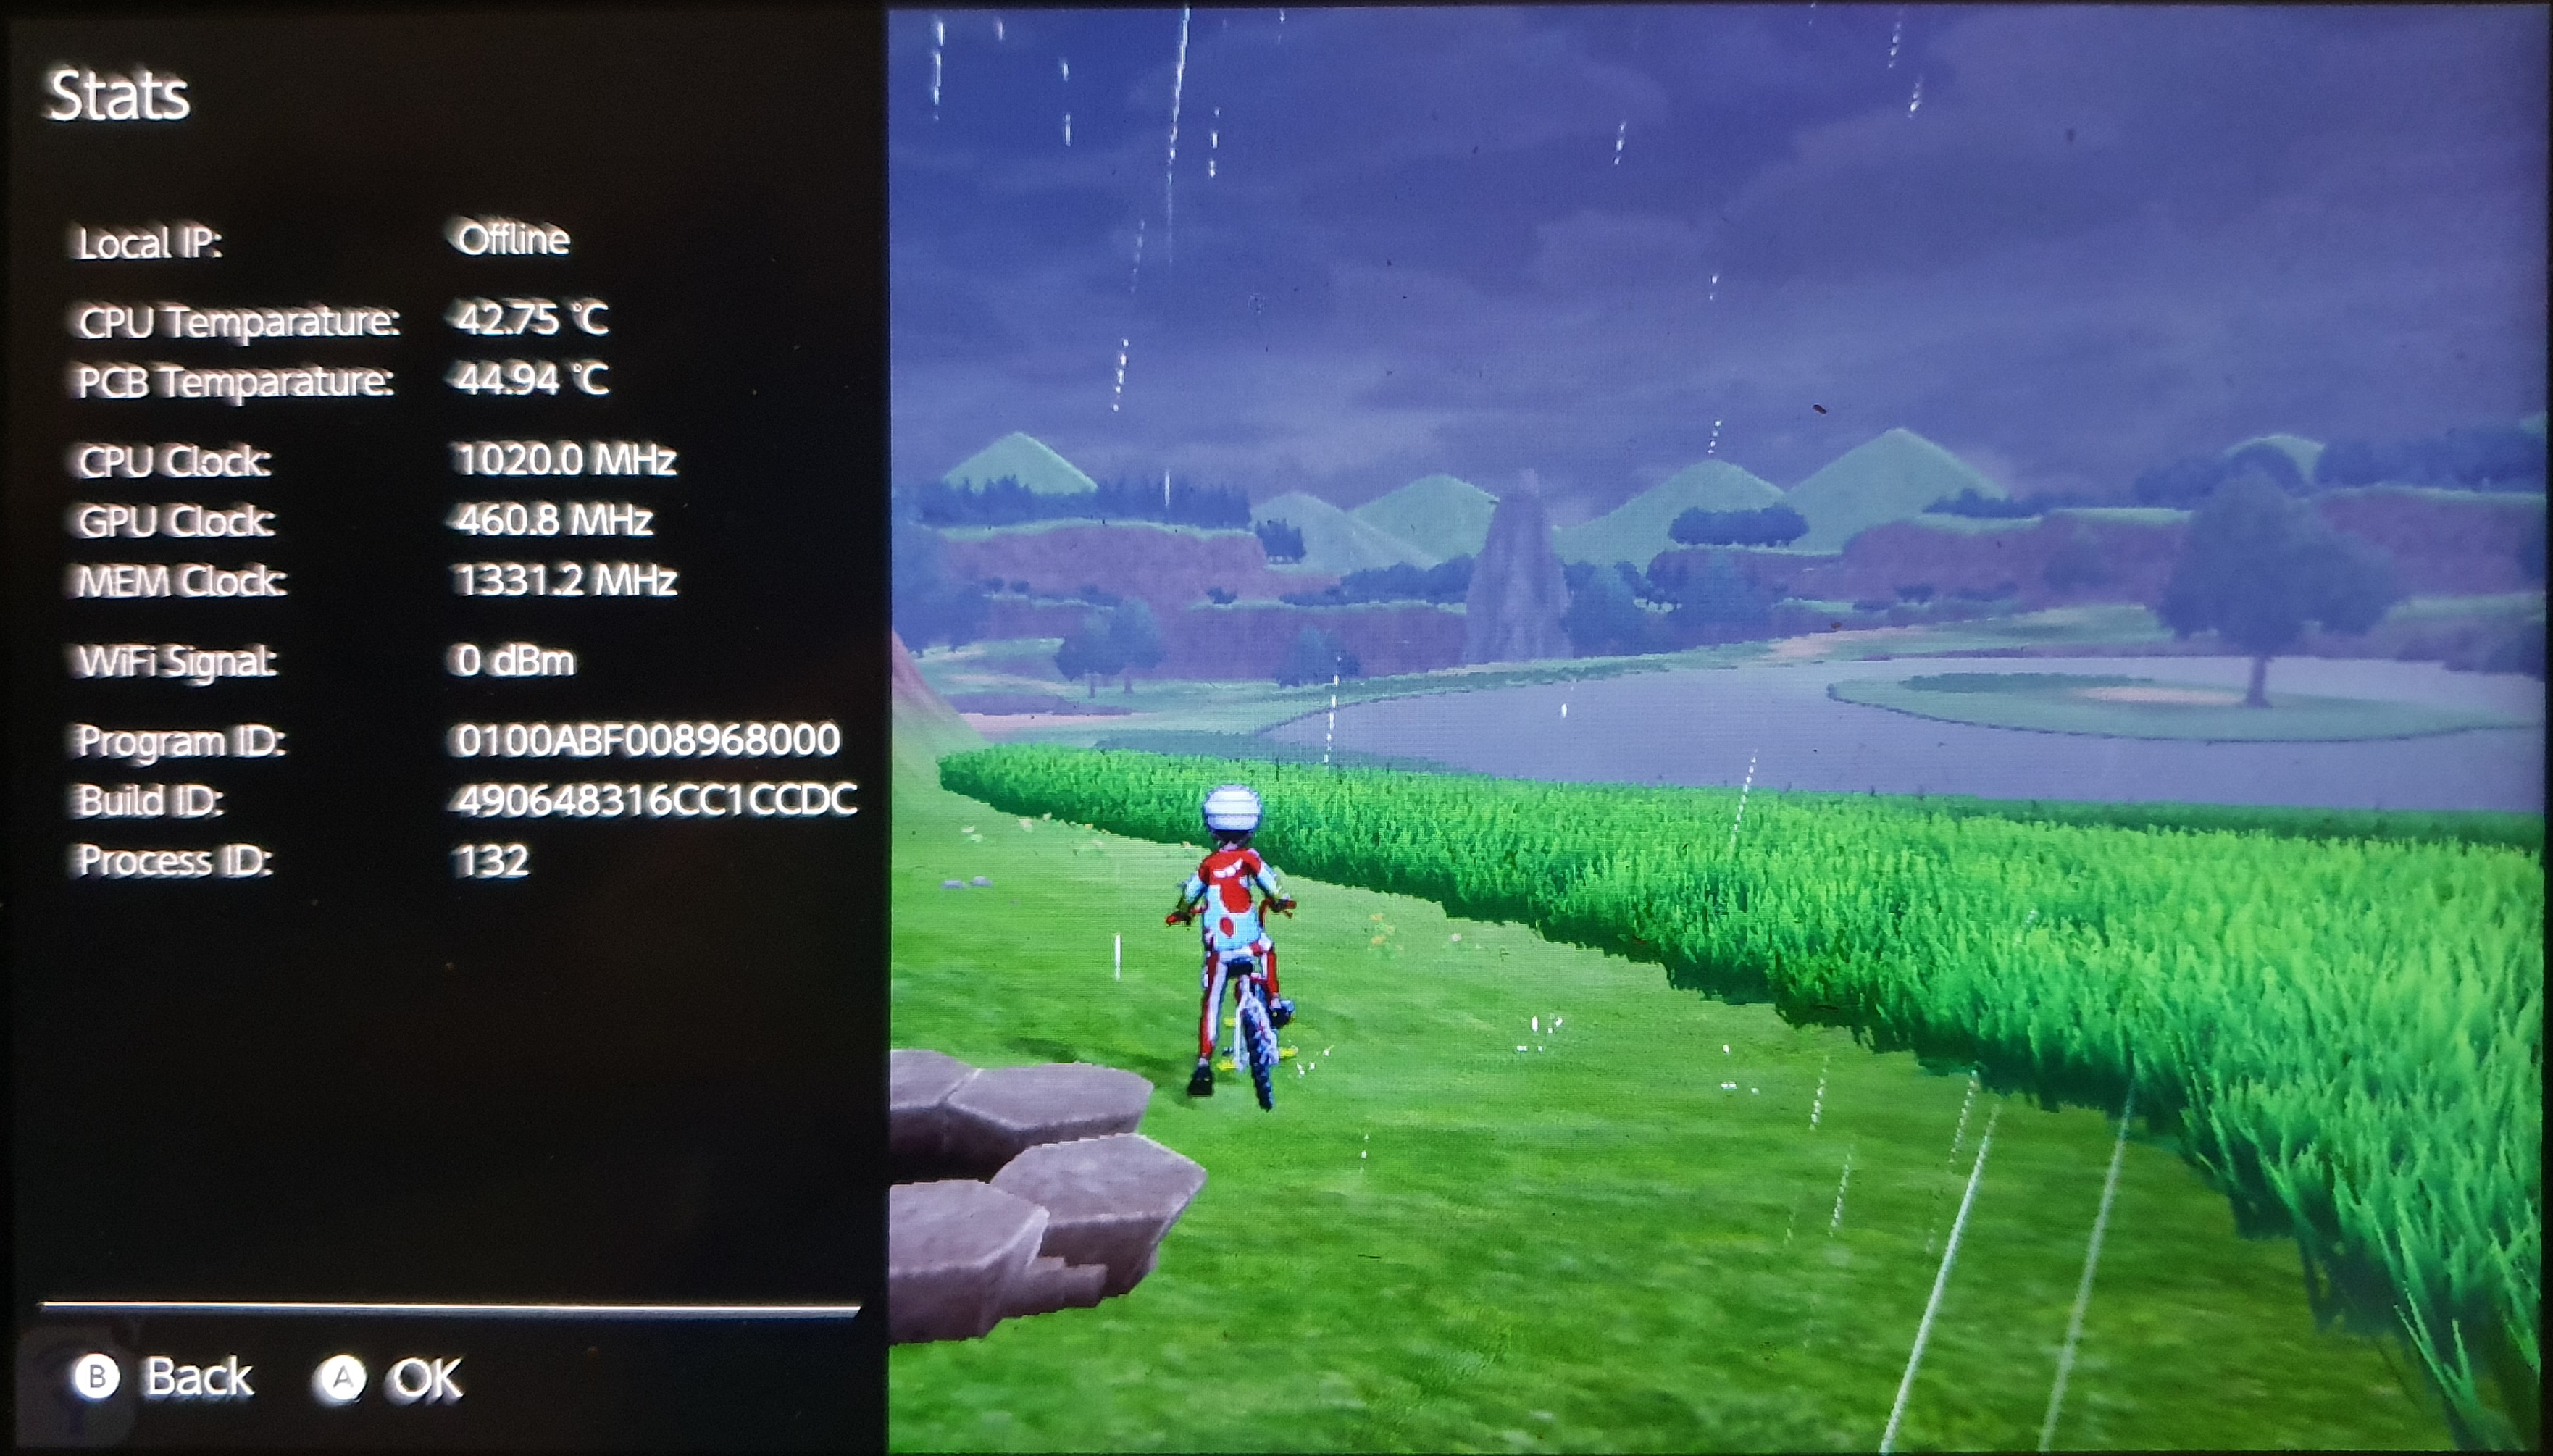 Stats
Local IP: Offline
CPU Temparature: 42.75 °C
PCB Temparature: 44.94 °C
CPU Clock: 1020.0 MHz
GPU Clock: 460.8 MHz
MEM Clock: 1331.2 MHz
WiFi Signal: 0 dBm
Program ID: 0100ABF008968000
Build ID: 490648316CC1CCDC
Process ID: 132
B Back A OK